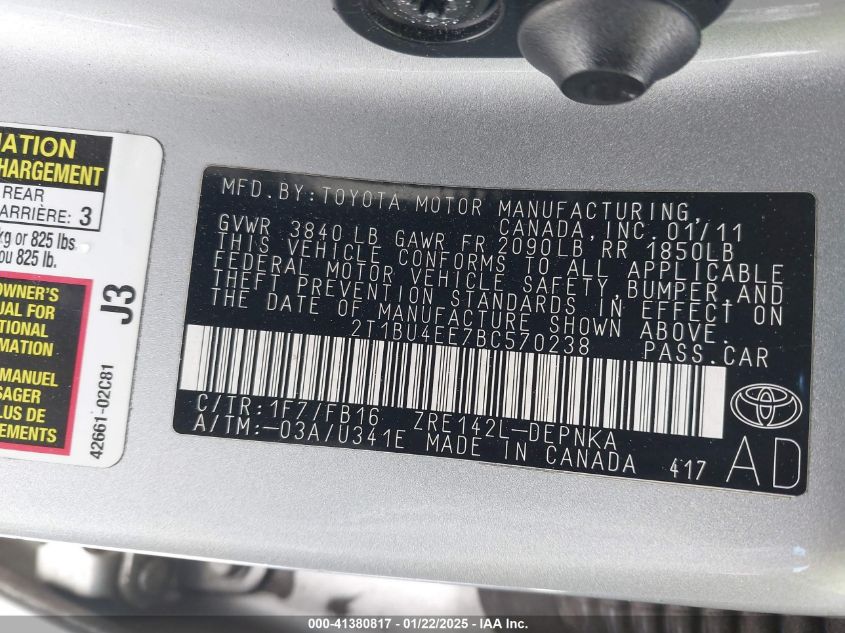 MATION
CHARGEMENT
REAR
ARRIÈRE: 3
kg or 825 lbs
ou 825 lb.
OWNER'S
UAL FOR
TIONAL
RMATION
MANUEL
SAGER
PLUS DE
EMENTS
J3
42661-02C81
MFD. BY: TOYOTA MOTOR MANUFACTURING,
CANADA, INC. 01/11
GVWR 3840 LB GAWR FR 2090LB RR 1850LB
THIS VEHICLE CONFORMS TO ALL APPLICABLE
FEDERAL MOTOR VEHICLE SAFETY, BUMPER, AND
THEFT PREVENTION STANDARDS IN EFFECT ON
THE DATE OF MANUFACTURE SHOWN ABOVE.
2T1BU4EE7BC570238 PASS. CAR
C/TR: 1F7/FB16 ZRE142L-DEPNKA
A/TM: -03A/U341E MADE IN CANADA 417
AD
000-41380817 - 01/22/2025 - IAA Inc.